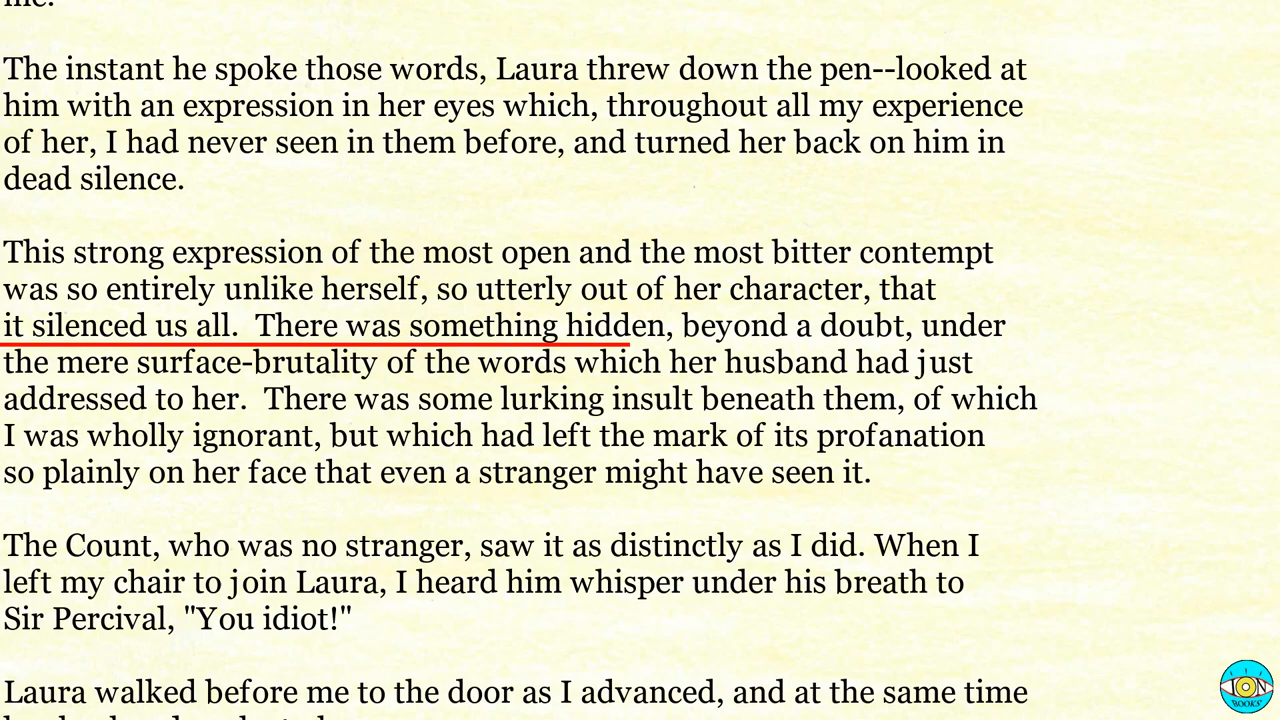 me.
The instant he spoke those words, Laura threw down the pen--looked at
him with an expression in her eyes which, throughout all my experience
of her, I had never seen in them before, and turned her back on him in
dead silence.
This strong expression of the most open and the most bitter contempt
was so entirely unlike herself, so utterly out of her character, that
it silenced us all.  There was something hidden, beyond a doubt, under
the mere surface-brutality of the words which her husband had just
addressed to her.  There was some lurking insult beneath them, of which
I was wholly ignorant, but which had left the mark of its profanation
so plainly on her face that even a stranger might have seen it.
The Count, who was no stranger, saw it as distinctly as I did. When I
left my chair to join Laura, I heard him whisper under his breath to
Sir Percival, "You idiot!"
Laura walked before me to the door as I advanced, and at the same time
ION
BOOKS